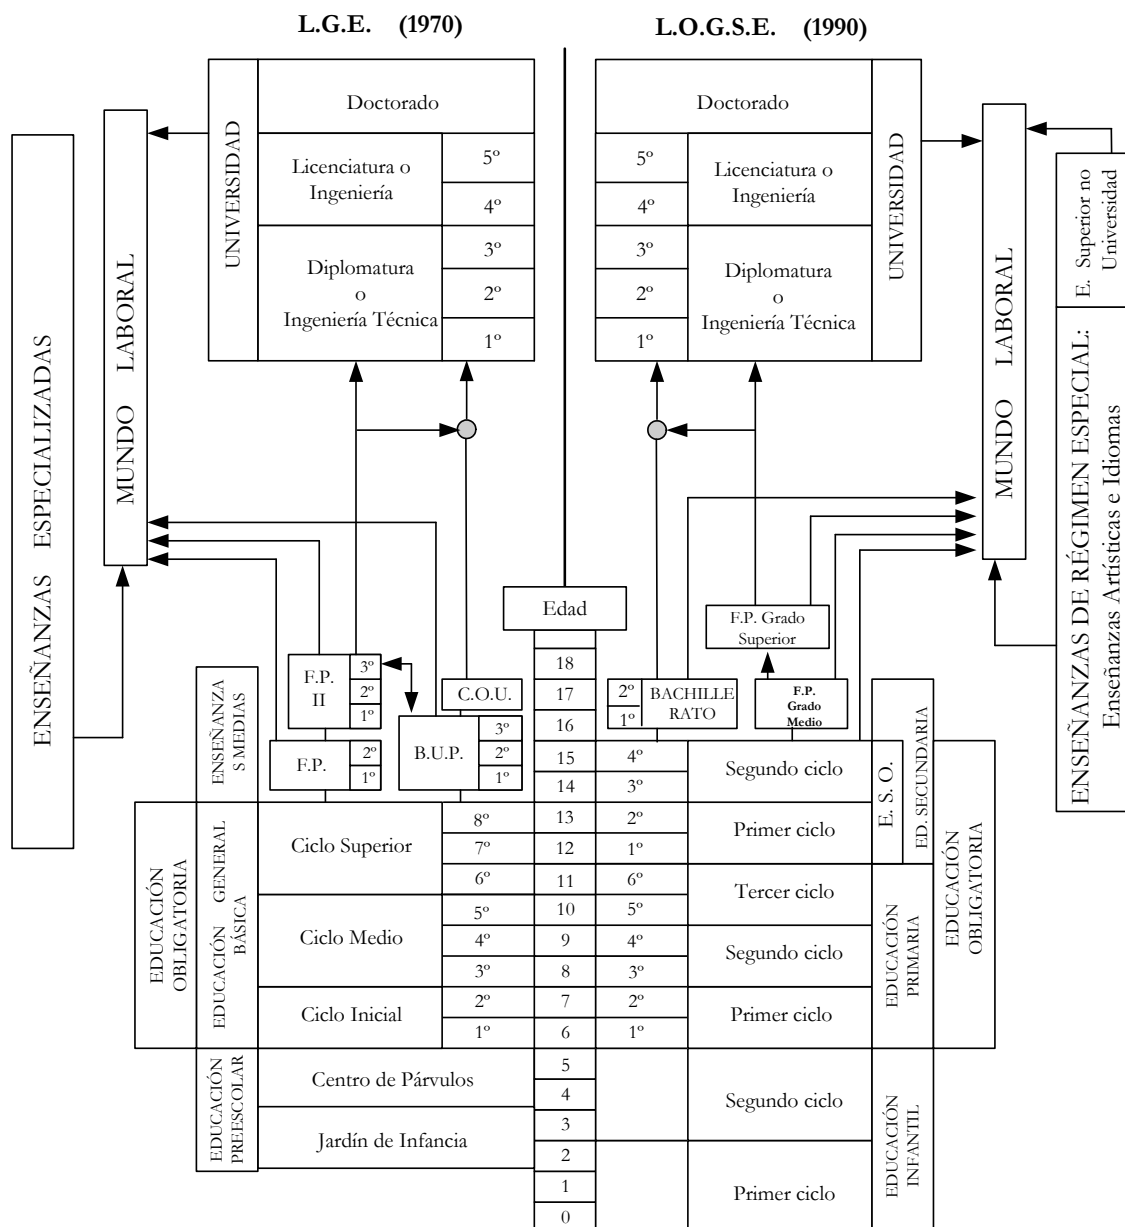 L.G.E. (1970)
L.O.G.S.E. (1990)
ENSEÑANZAS ESPECIALIZADAS
MUNDO LABORAL
UNIVERSIDAD
Doctorado
Licenciatura o
Ingeniería
5º
4º
Diplomatura
o
Ingeniería Técnica
3º
2º
1º
Doctorado
5º
4º
Licenciatura o
Ingeniería
3º
2º
1º
Diplomatura
o
Ingeniería Técnica
UNIVERSIDAD
MUNDO LABORAL
E. Superior no
Universidad
ENSEÑANZAS DE RÉGIMEN ESPECIAL:
Enseñanzas Artísticas e Idiomas
Edad
18
17
16
15
14
13
12
11
10
9
8
7
6
5
4
3
2
1
0
ENSEÑANZA
S MEDIAS
F.P.
II
3º
2º
1º
F.P.
2º
1º
C.O.U.
B.U.P.
3º
2º
1º
EDUCACIÓN
OBLIGATORIA
EDUCACIÓN GENERAL
BÁSICA
Ciclo Superior
8º
7º
6º
Ciclo Medio
5º
4º
3º
Ciclo Inicial
2º
1º
EDUCACIÓN
PREESCOLAR
Centro de Párvulos
Jardín de Infancia
F.P. Grado
Superior
2º
1º
BACHILLE
RATO
F.P.
Grado
Medio
4º
3º
Segundo ciclo
2º
1º
Primer ciclo
E. S. O.
ED. SECUNDARIA
EDUCACIÓN
OBLIGATORIA
6º
5º
Tercer ciclo
4º
3º
Segundo ciclo
2º
1º
Primer ciclo
EDUCACIÓN
PRIMARIA
Segundo ciclo
Primer ciclo
EDUCACIÓN
INFANTIL